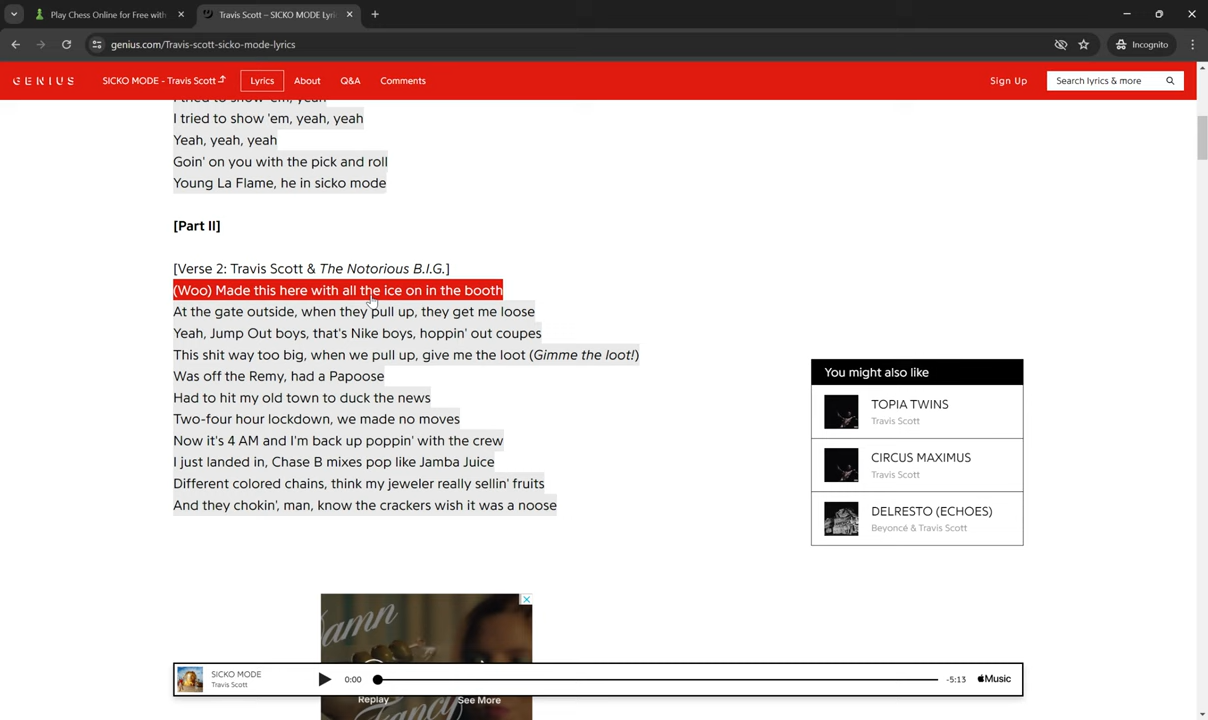 Play Chess Online for Free with
Travis Scott – SICKO MODE Lyri
genius.com/Travis-scott-sicko-mode-lyrics
Incognito
GENIUS
SICKO MODE - Travis Scott
Lyrics
About
Q&A
Comments
Sign Up
Search lyrics & more
I tried to show 'em, yeah
I tried to show 'em, yeah, yeah
Yeah, yeah, yeah
Goin' on you with the pick and roll
Young La Flame, he in sicko mode
[Part II]
[Verse 2: Travis Scott & The Notorious B.I.G.]
(Woo) Made this here with all the ice on in the booth
At the gate outside, when they pull up, they get me loose
Yeah, Jump Out boys, that's Nike boys, hoppin' out coupes
This shit way too big, when we pull up, give me the loot (Gimme the loot!)
Was off the Remy, had a Papoose
Had to hit my old town to duck the news
Two-four hour lockdown, we made no moves
Now it's 4 AM and I'm back up poppin' with the crew
I just landed in, Chase B mixes pop like Jamba Juice
Different colored chains, think my jeweler really sellin' fruits
And they chokin', man, know the crackers wish it was a noose
You might also like
TOPIA TWINS
Travis Scott
CIRCUS MAXIMUS
Travis Scott
DELRESTO (ECHOES)
Beyoncé & Travis Scott
amn
SICKO MODE
Travis Scott
0:00
-5:13
Music
Replay
See More
Fancy